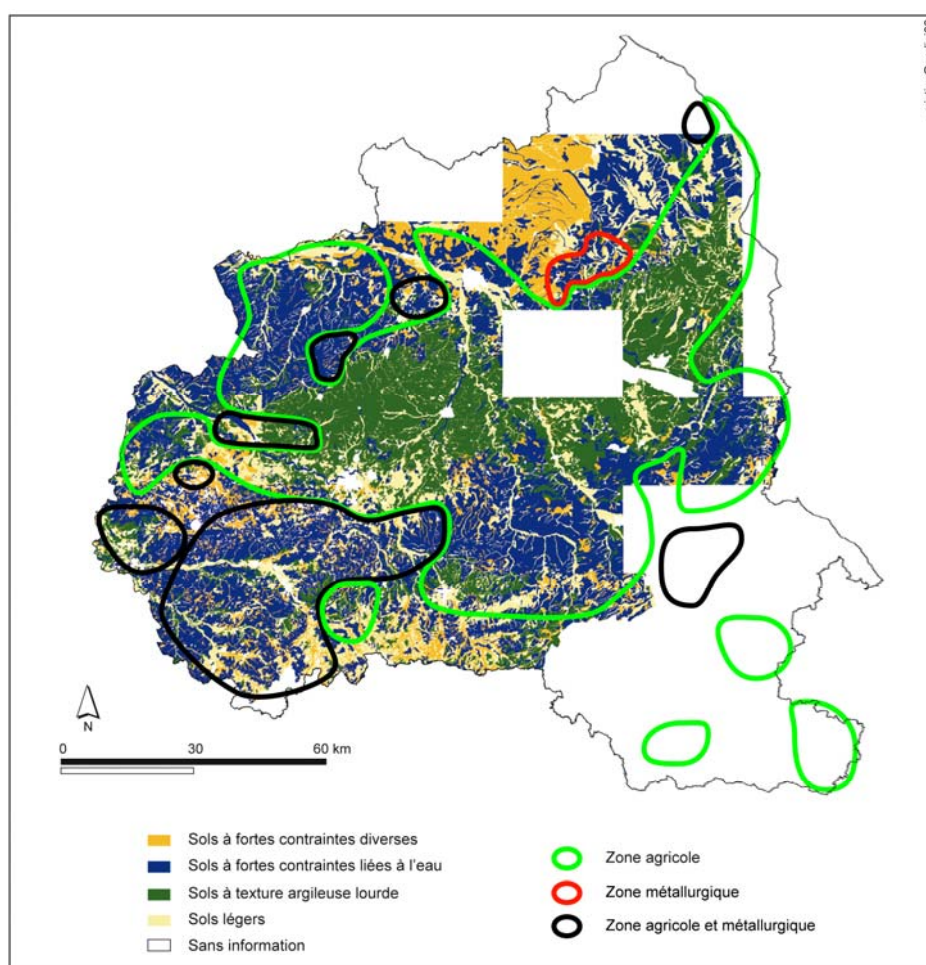 N
0 30 60 km
Sols à fortes contraintes diverses
Sols à fortes contraintes liées à l'eau
Sols à texture argileuse lourde
Sols légers
Sans information
Zone agricole
Zone métallurgique
Zone agricole et métallurgique